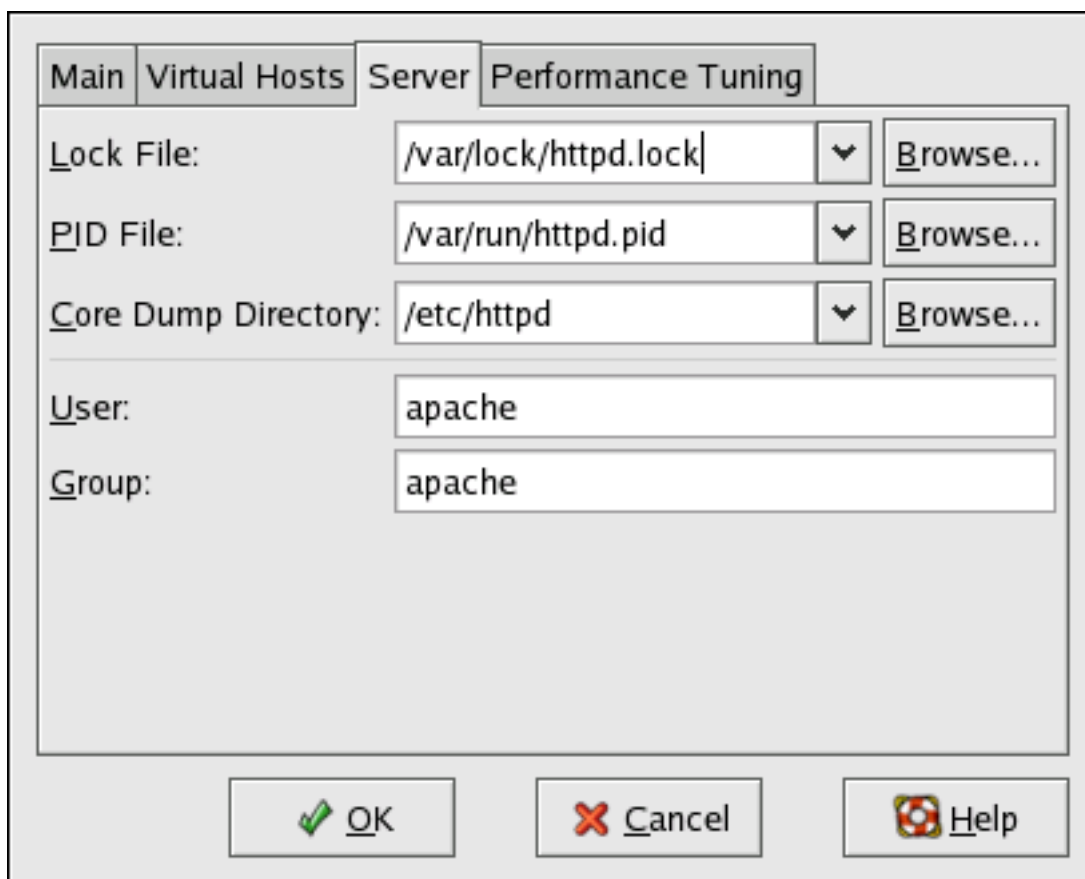 Main Virtual Hosts Server Performance Tuning
Lock File: /var/lock/httpd.lock Browse...
PID File: /var/run/httpd.pid Browse...
Core Dump Directory: /etc/httpd Browse...
User: apache
Group: apache
OK Cancel Help